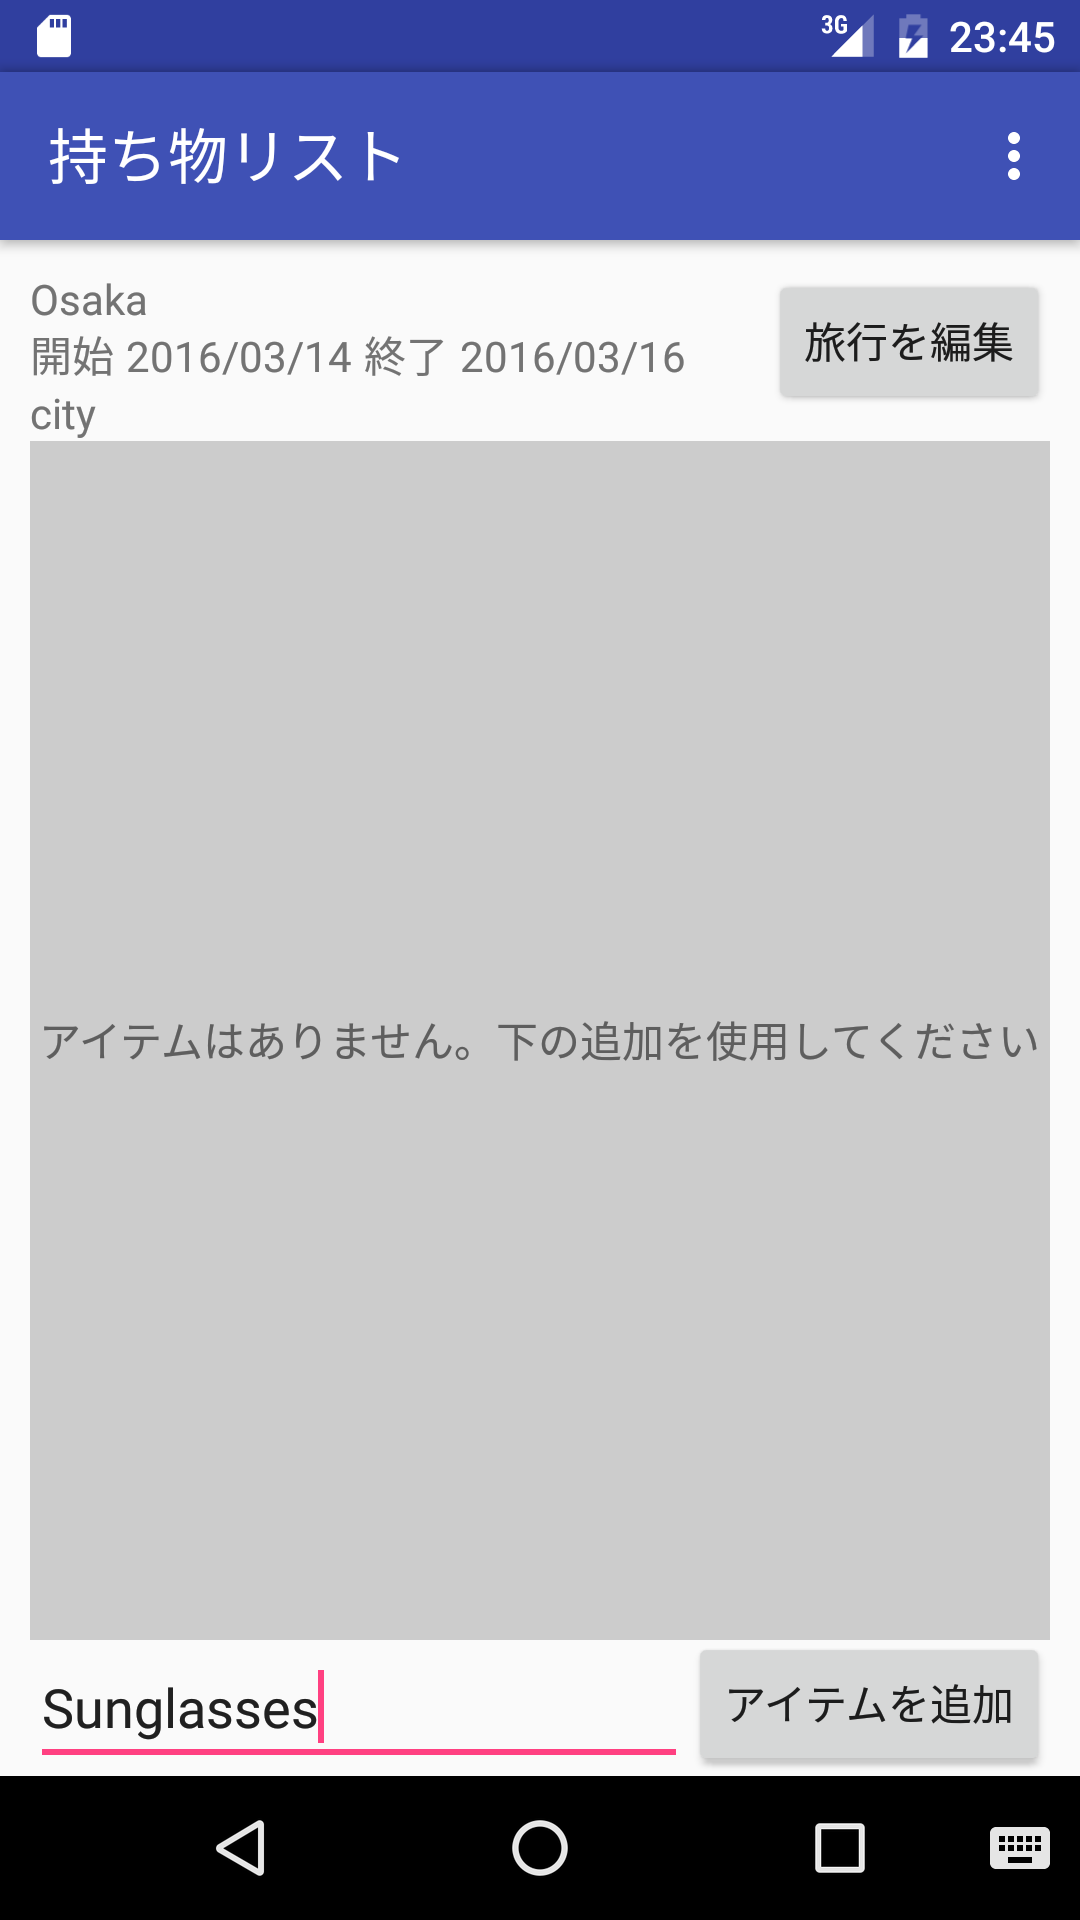 3G 23:45
持ち物リスト
Osaka
開始 2016/03/14 終了 2016/03/16
city
旅行を編集
アイテムはありません。下の追加を使用してください
Sunglasses
アイテムを追加